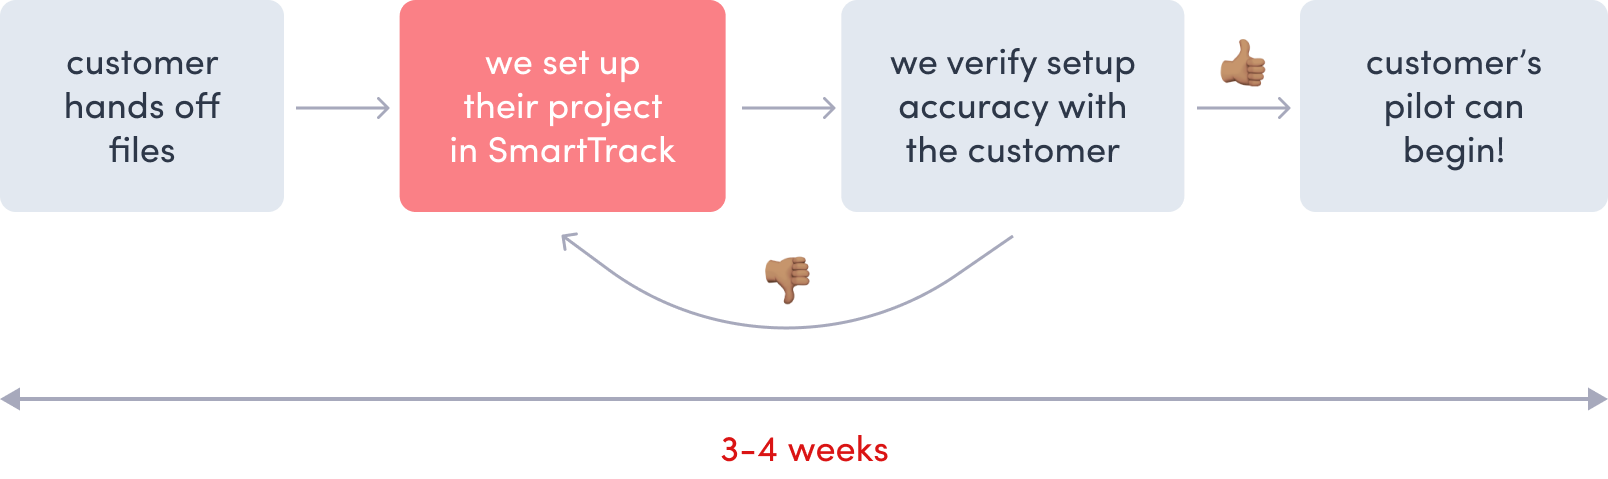 customer
hands off
files
we set up
their project
in SmartTrack
we verify setup
accuracy with
the customer
customer’s
pilot can
begin!
3-4 weeks